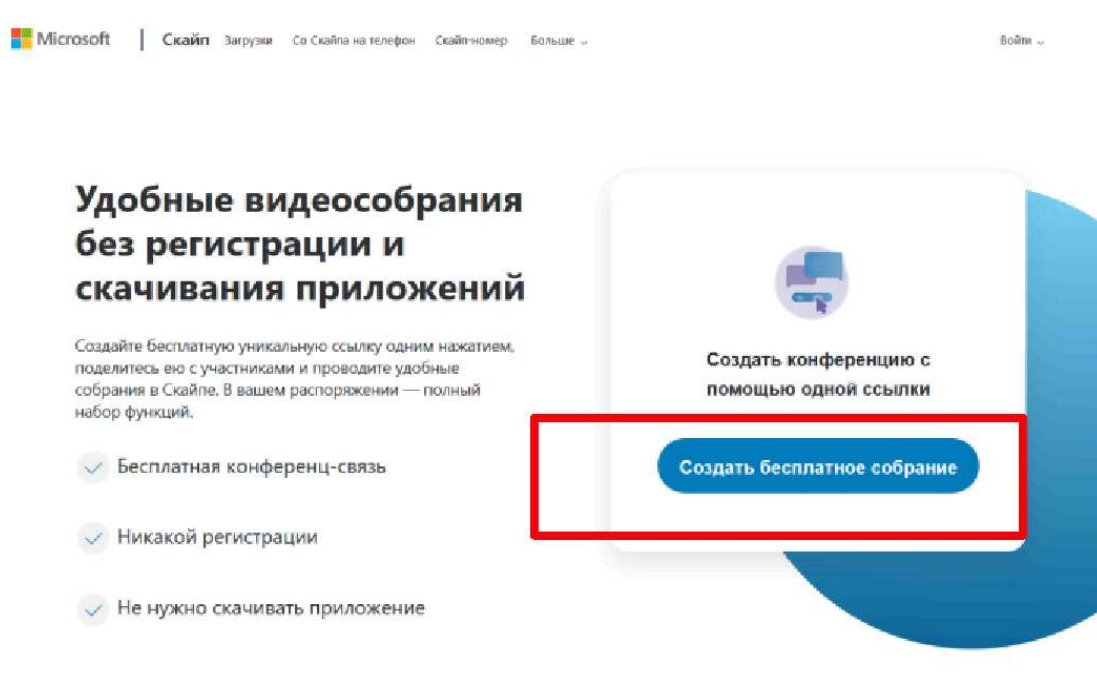 Microsoft | Скайп Загрузки Со Скайпа на телефон Скайп-номер Больше Войти
Удобные видеособрания
без регистрации и
скачивания приложений
Создайте бесплатную уникальную ссылку одним нажатием,
поделитесь ею с участниками и проводите удобные
собрания в Скайпе. В вашем распоряжении — полный
набор функций.
Бесплатная конференц-связь
Никакой регистрации
Не нужно скачивать приложение
Создать конференцию с
помощью одной ссылки
Создать бесплатное собрание